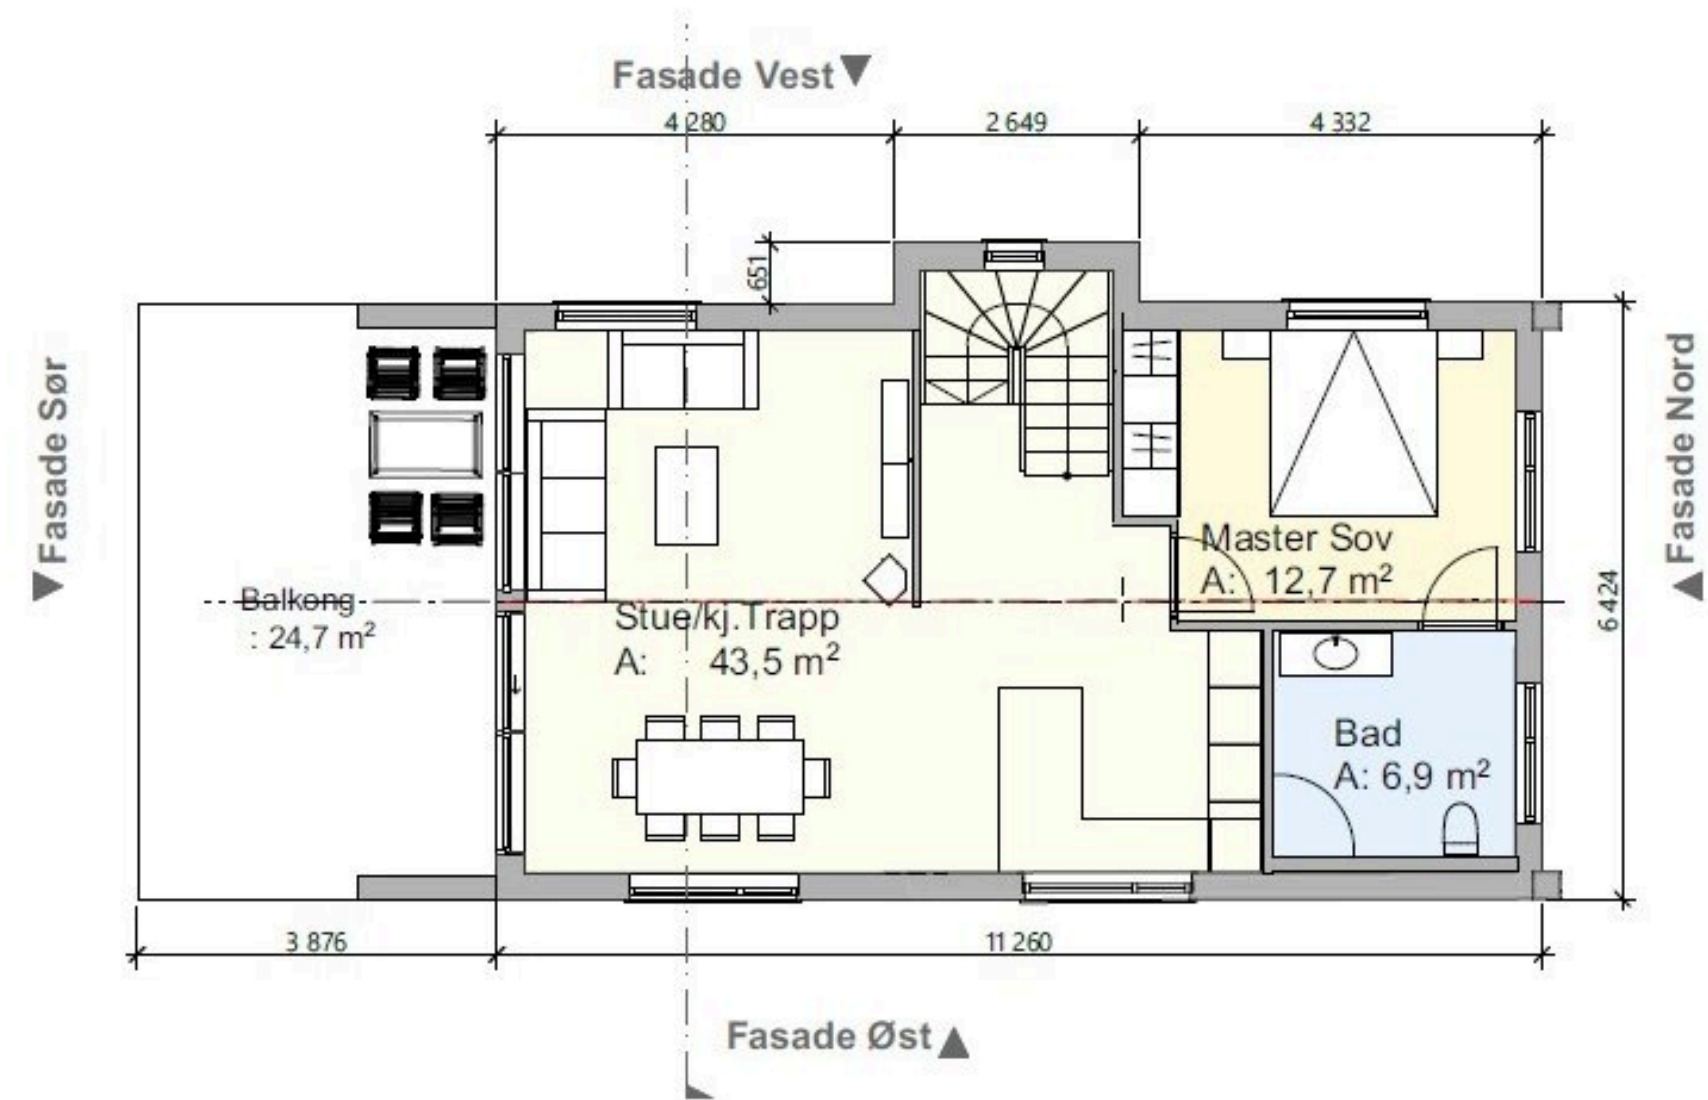 Fasade Vest
4 280
2 649
4 332
651
Fasade Sør
Fasade Nord
Master Sov
A: 12,7 m²
6 424
Balkong
: 24,7 m²
Stue/kj.Trapp
A: 43,5 m²
Bad
A: 6,9 m²
3 876
11 260
Fasade Øst